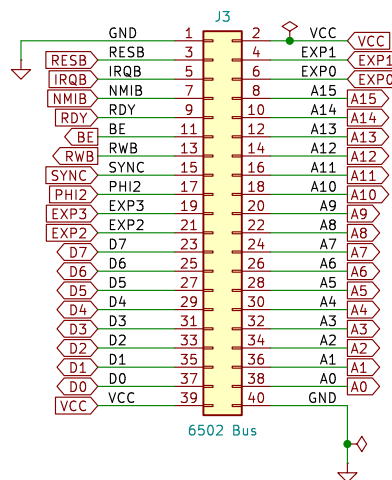 J3
GND 1 2 VCC VCC
RESB RESB 3 4 EXP1 EXP1
IRQB IRQB 5 6 EXP0 EXP0
NMIB NMIB 7 8 A15 A15
RDY RDY 9 10 A14 A14
BE BE 11 12 A13 A13
RWB RWB 13 14 A12 A12
SYNC SYNC 15 16 A11 A11
PHI2 PHI2 17 18 A10 A10
EXP3 EXP3 19 20 A9 A9
EXP2 EXP2 21 22 A8 A8
D7 D7 23 24 A7 A7
D6 D6 25 26 A6 A6
D5 D5 27 28 A5 A5
D4 D4 29 30 A4 A4
D3 D3 31 32 A3 A3
D2 D2 33 34 A2 A2
D1 D1 35 36 A1 A1
D0 D0 37 38 A0 A0
VCC VCC 39 40 GND
6502 Bus